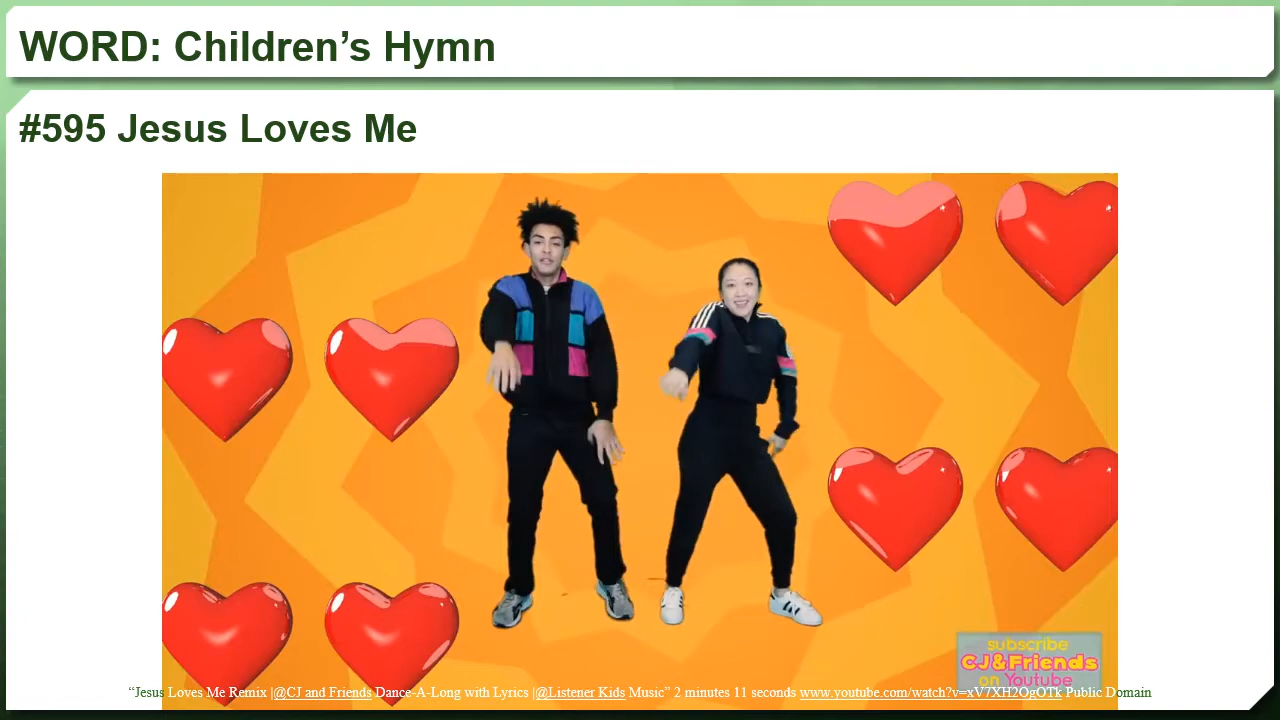 WORD: Children’s Hymn
#595 Jesus Loves Me
subscribe
CJ&Friends
on Youtube
“Jesus Loves Me Remix |@CJ and Friends Dance-A-Long with Lyrics |@Listener Kids Music” 2 minutes 11 seconds www.youtube.com/watch?v=xV7XH2OgOTk Public Domain